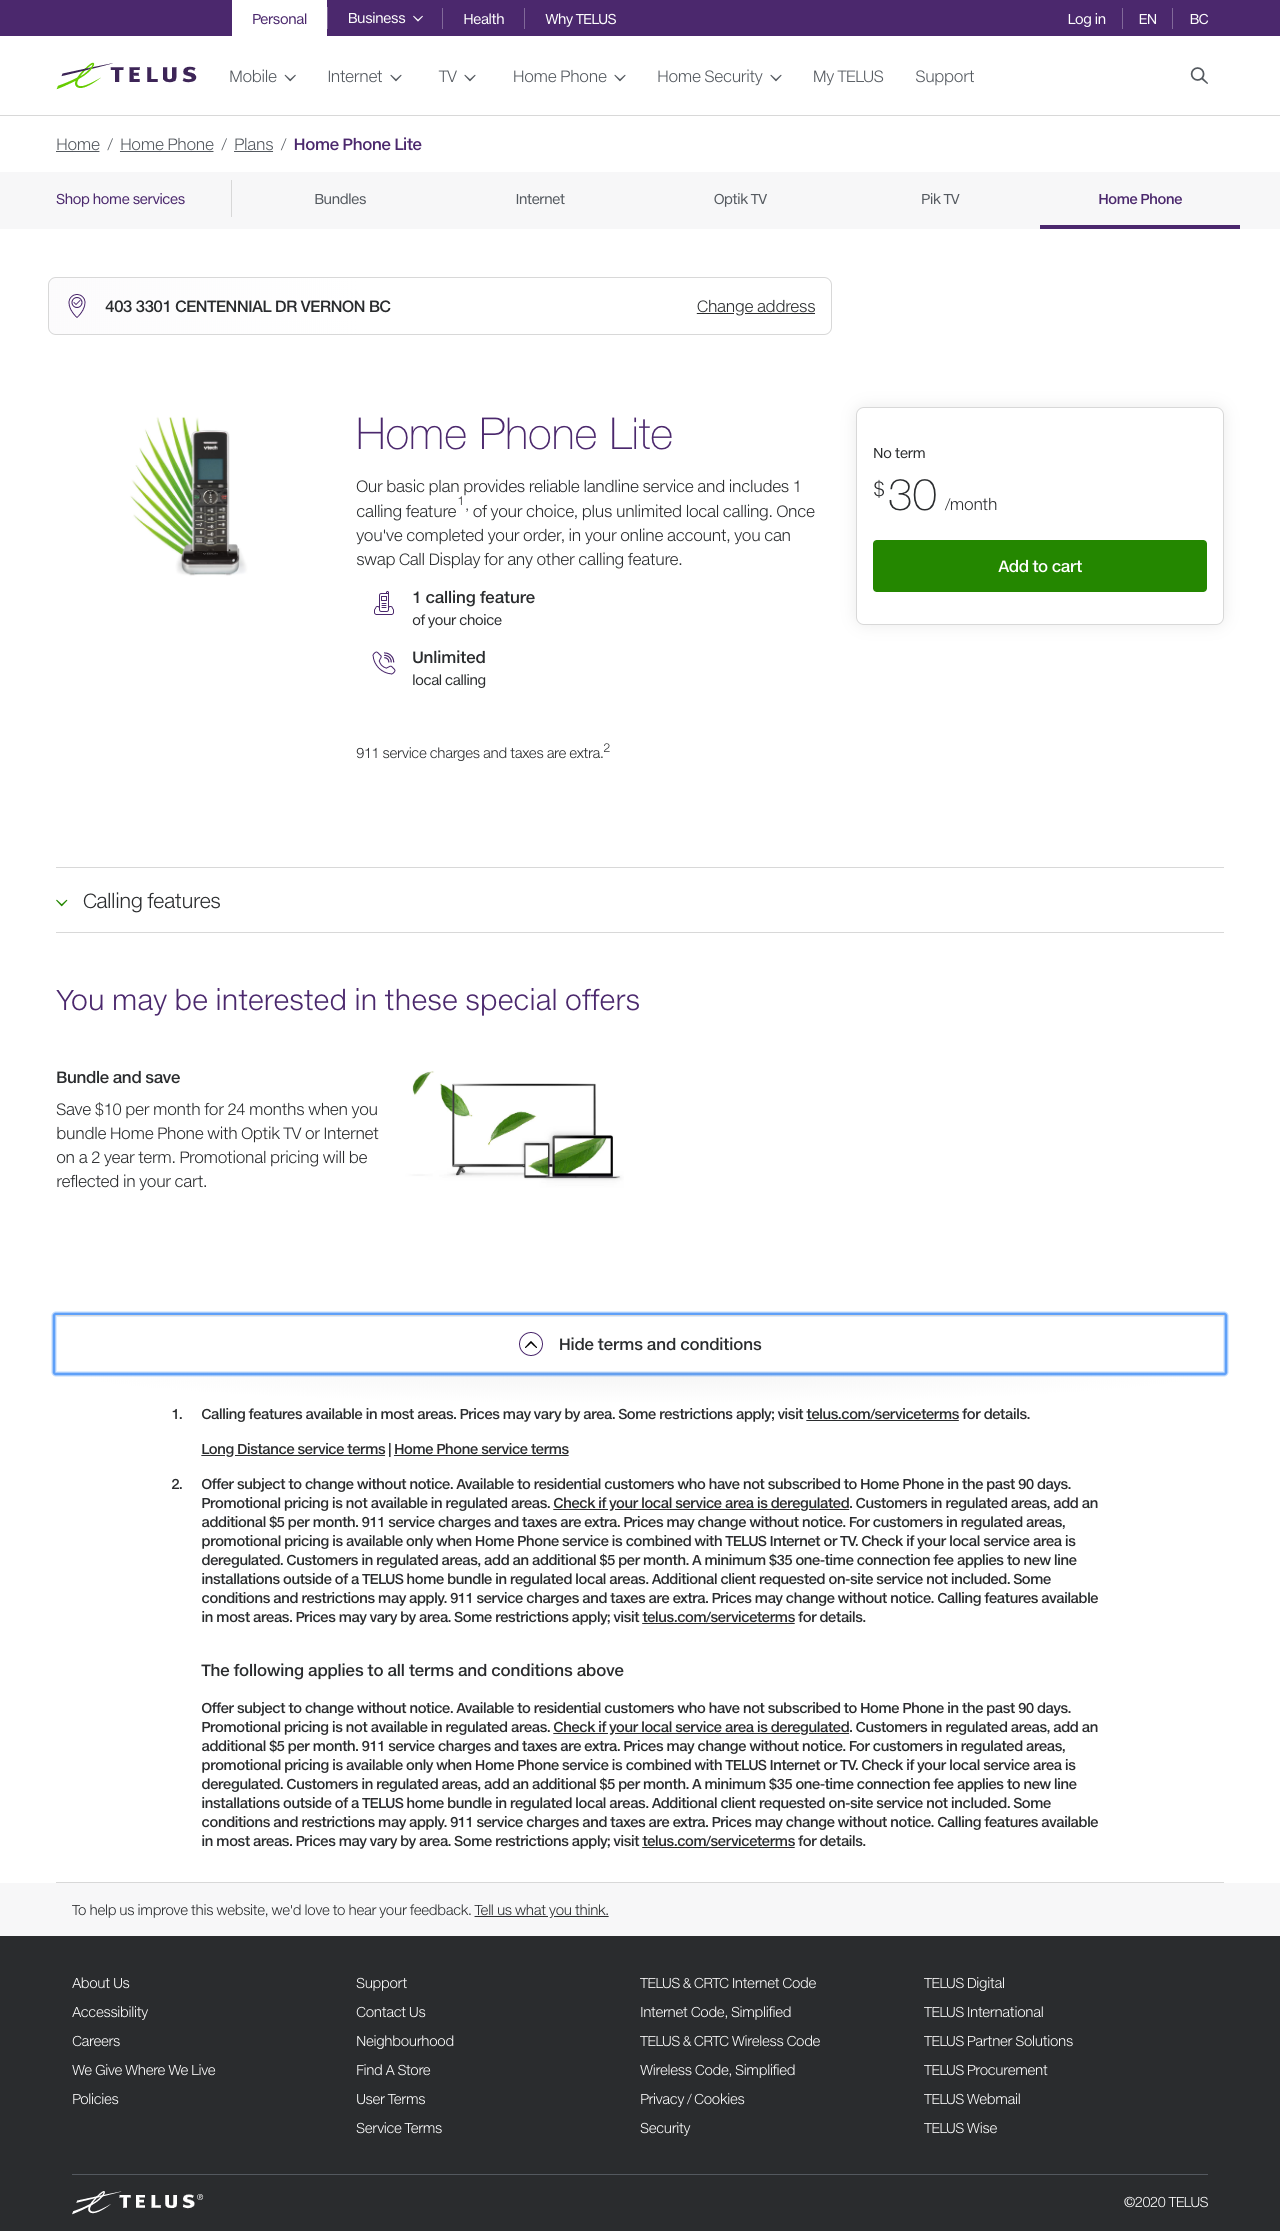 Personal
Business
Health
Why TELUS
Log in
EN
BC
TELUS
Mobile
Internet
TV
Home Phone
Home Security
My TELUS
Support
Home / Home Phone / Plans / Home Phone Lite
Shop home services
Bundles
Internet
Optik TV
Pik TV
Home Phone
403 3301 CENTENNIAL DR VERNON BC
Change address
vtech
Home Phone Lite
Our basic plan provides reliable landline service and includes 1
calling feature1, of your choice, plus unlimited local calling. Once
you've completed your order, in your online account, you can
swap Call Display for any other calling feature.
1 calling feature
of your choice
Unlimited
local calling
911 service charges and taxes are extra.2
No term
$30 /month
Add to cart
Calling features
You may be interested in these special offers
Bundle and save
Save $10 per month for 24 months when you
bundle Home Phone with Optik TV or Internet
on a 2 year term. Promotional pricing will be
reflected in your cart.
Hide terms and conditions
1. Calling features available in most areas. Prices may vary by area. Some restrictions apply; visit telus.com/serviceterms for details.
Long Distance service terms | Home Phone service terms
2. Offer subject to change without notice. Available to residential customers who have not subscribed to Home Phone in the past 90 days.
Promotional pricing is not available in regulated areas. Check if your local service area is deregulated. Customers in regulated areas, add an
additional $5 per month. 911 service charges and taxes are extra. Prices may change without notice. For customers in regulated areas,
promotional pricing is available only when Home Phone service is combined with TELUS Internet or TV. Check if your local service area is
deregulated. Customers in regulated areas, add an additional $5 per month. A minimum $35 one-time connection fee applies to new line
installations outside of a TELUS home bundle in regulated local areas. Additional client requested on-site service not included. Some
conditions and restrictions may apply. 911 service charges and taxes are extra. Prices may change without notice. Calling features available
in most areas. Prices may vary by area. Some restrictions apply; visit telus.com/serviceterms for details.
The following applies to all terms and conditions above
Offer subject to change without notice. Available to residential customers who have not subscribed to Home Phone in the past 90 days.
Promotional pricing is not available in regulated areas. Check if your local service area is deregulated. Customers in regulated areas, add an
additional $5 per month. 911 service charges and taxes are extra. Prices may change without notice. For customers in regulated areas,
promotional pricing is available only when Home Phone service is combined with TELUS Internet or TV. Check if your local service area is
deregulated. Customers in regulated areas, add an additional $5 per month. A minimum $35 one-time connection fee applies to new line
installations outside of a TELUS home bundle in regulated local areas. Additional client requested on-site service not included. Some
conditions and restrictions may apply. 911 service charges and taxes are extra. Prices may change without notice. Calling features available
in most areas. Prices may vary by area. Some restrictions apply; visit telus.com/serviceterms for details.
To help us improve this website, we'd love to hear your feedback. Tell us what you think.
About Us
Accessibility
Careers
We Give Where We Live
Policies
Support
Contact Us
Neighbourhood
Find A Store
User Terms
Service Terms
TELUS & CRTC Internet Code
Internet Code, Simplified
TELUS & CRTC Wireless Code
Wireless Code, Simplified
Privacy / Cookies
Security
TELUS Digital
TELUS International
TELUS Partner Solutions
TELUS Procurement
TELUS Webmail
TELUS Wise
TELUS®
©2020 TELUS